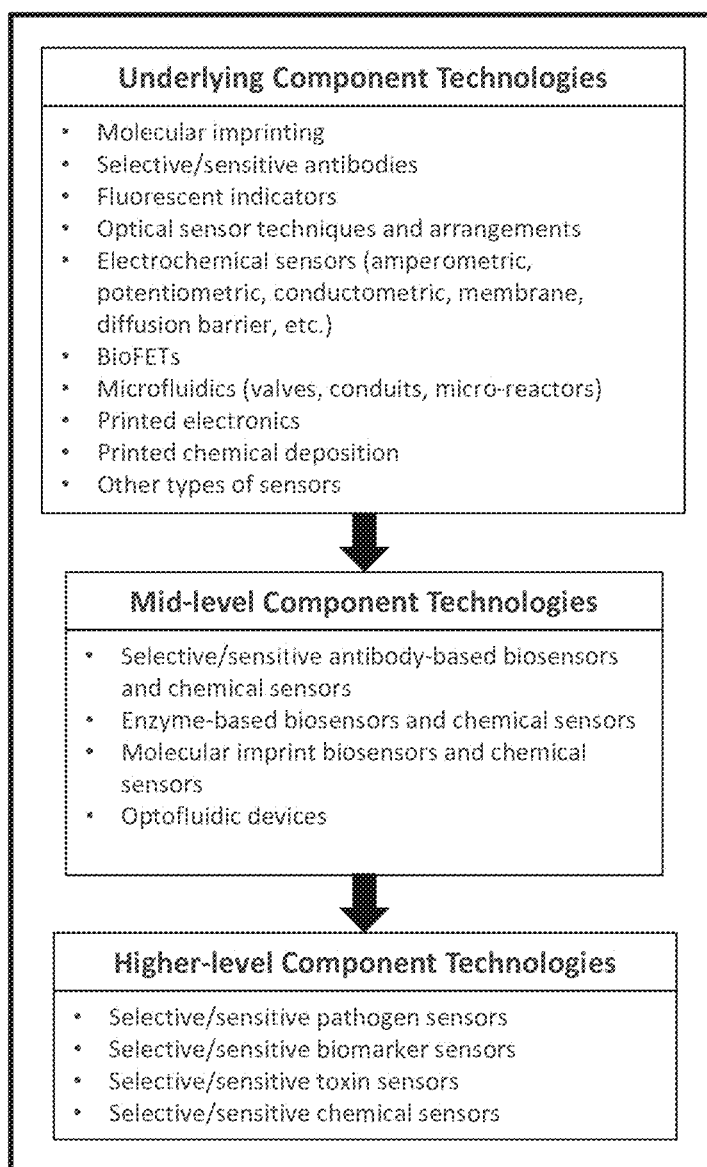 Underlying Component Technologies
• Molecular imprinting
• Selective/sensitive antibodies
• Fluorescent indicators
• Optical sensor techniques and arrangements
• Electrochemical sensors (amperometric,
potentiometric, conductometric, membrane,
diffusion barrier, etc.)
• BioFETs
• Microfluidics (valves, conduits, micro-reactors)
• Printed electronics
• Printed chemical deposition
• Other types of sensors
Mid-level Component Technologies
• Selective/sensitive antibody-based biosensors
and chemical sensors
• Enzyme-based biosensors and chemical sensors
• Molecular imprint biosensors and chemical
sensors
• Optofluidic devices
Higher-level Component Technologies
• Selective/sensitive pathogen sensors
• Selective/sensitive biomarker sensors
• Selective/sensitive toxin sensors
• Selective/sensitive chemical sensors